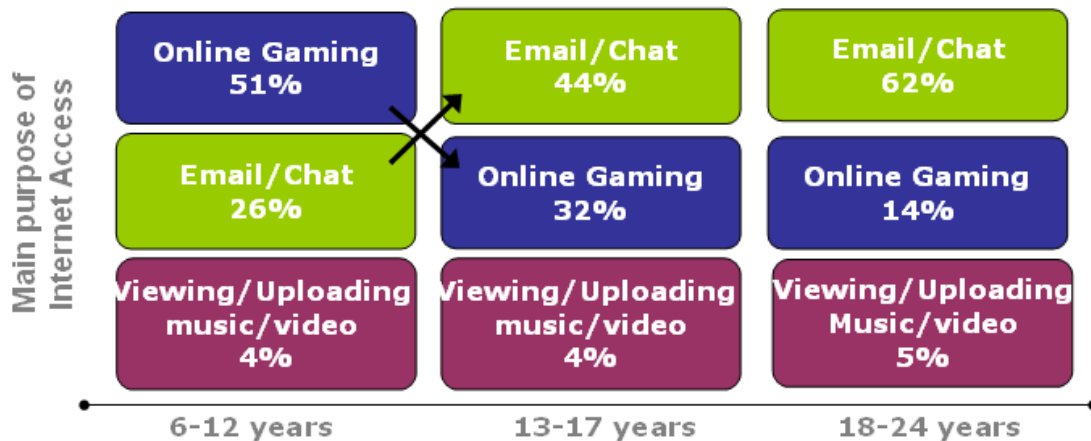 Main purpose of
Internet Access
Online Gaming
51%
Email/Chat
44%
Email/Chat
62%
Email/Chat
26%
Online Gaming
32%
Online Gaming
14%
Viewing/Uploading
music/video
4%
Viewing/Uploading
music/video
4%
Viewing/Uploading
Music/video
5%
6-12 years
13-17 years
18-24 years